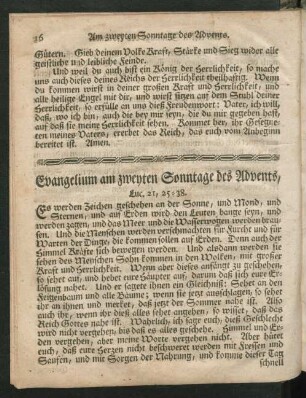 16 Am zweyten Sonntage des Advents.
Gütern. Gieb deinem Volke Kraft, Stärke und Sieg wider alle
geistliche und leibliche Feinde.
Und weil du auch bist ein König der Herrlichkeit, so mache
uns auch dieses deines Reichs der Herrlichkeit theilhaftig. Wenn
du kommen wirst in deiner großen Kraft und Herrlichkeit, und
alle heilige Engel mit dir, und wirst sitzen auf dem Stuhl deiner
Herrlichkeit, so erfülle an uns dieß Freudenwort: Vater, ich will,
daß, wo ich bin, auch die bey mir seyn, die du mir gegeben hast,
auf daß sie meine Herrlichkeit sehen. Kommet her, ihr Gesegne-
ten meines Vaters, ererbet das Reich, das euch vom Anbeginn
bereitet ist. Amen.
Evangelium am zweyten Sonntage des Advents,
Luc. 21, 25-38.
Es werden Zeichen geschehen an der Sonne, und Mond, und
Sternen, und auf Erden wird den Leuten bange seyn, und
werden zagen, und das Meer und die Wasserwogen werden brau-
sen. Und die Menschen werden verschmachten für Furcht und für
Warten der Dinge, die kommen sollen auf Erden. Denn auch der
Himmel Kräfte sich bewegen werden. Und alsdann werden sie
sehen des Menschen Sohn kommen in den Wolken, mit großer
Kraft und Herrlichkeit. Wenn aber dieses anfängt zu geschehen,
so sehet auf, und hebet eure Häupter auf, darum daß sich eure Er-
lösung nahet. Und er sagete ihnen ein Gleichniß: Sehet an den
Feigenbaum und alle Bäume, wenn sie jetzt ausschlagen, so sehet
ihr an ihnen und merket, daß jetzt der Sommer nahe ist. Also
auch ihr, wenn ihr dieß alles sehet angehen, so wisset, daß das
Reich Gottes nahe ist. Wahrlich, ich sage euch, dieß Geschlecht
wird nicht vergehen, bis daß es alles geschehe. Himmel und Er-
den vergehen, aber meine Worte vergehen nicht. Aber hütet
euch, daß eure Herzen nicht beschweret werden mit Fressen und
Saufen, und mit Sorgen der Nahrung, und komme dieser Tag
schnell